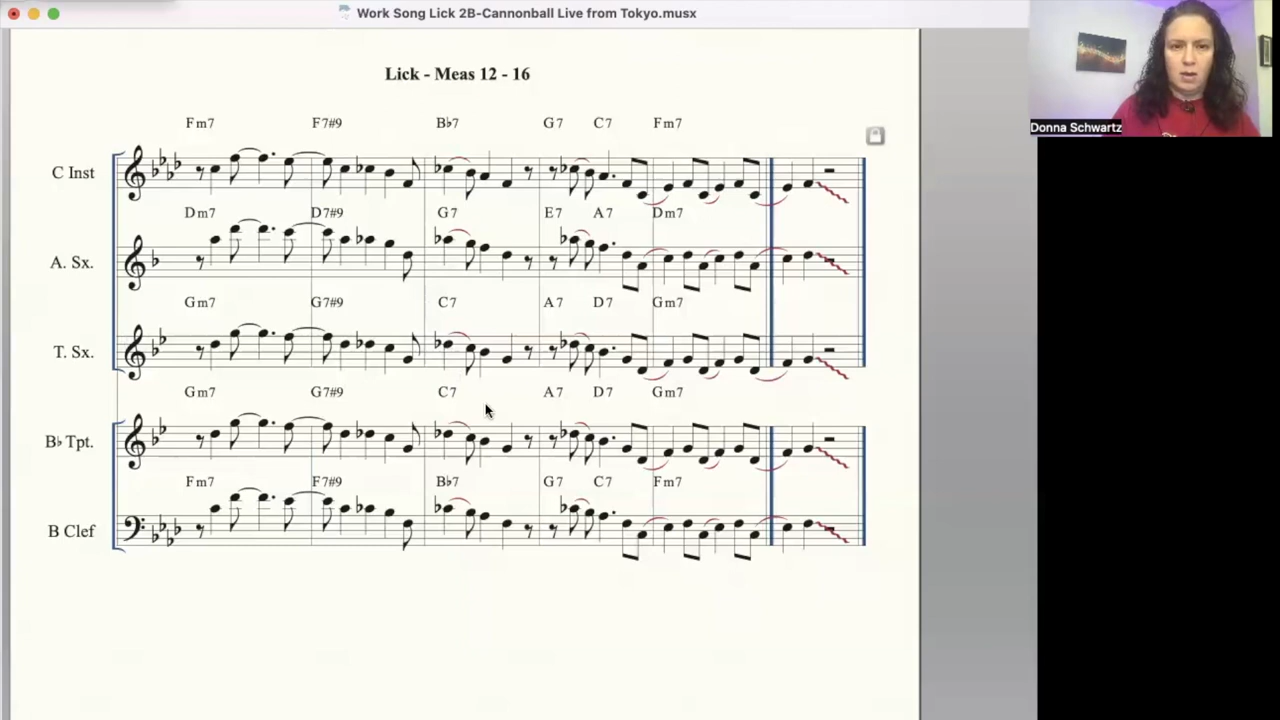 Work Song Lick 2B-Cannonball Live from Tokyo.musx
Donna Schwartz
Lick - Meas 12 - 16
Fm7 F7#9 B♭7 G7 C7 Fm7
C Inst
Dm7 D7#9 G7 E7 A7 Dm7
A. Sx.
Gm7 G7#9 C7 A7 D7 Gm7
T. Sx.
Gm7 G7#9 C7 A7 D7 Gm7
B♭ Tpt.
Fm7 F7#9 B♭7 G7 C7 Fm7
B Clef